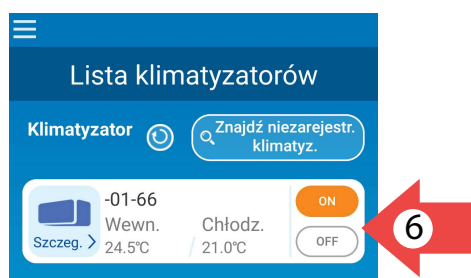 Lista klimatyzatorów
Klimatyzator
Znajdź niezarejestr.
klimatyz.
-01-66
Wewn. Chłodz.
24.5℃ / 21.0℃
Szczeg. >
ON
OFF
6